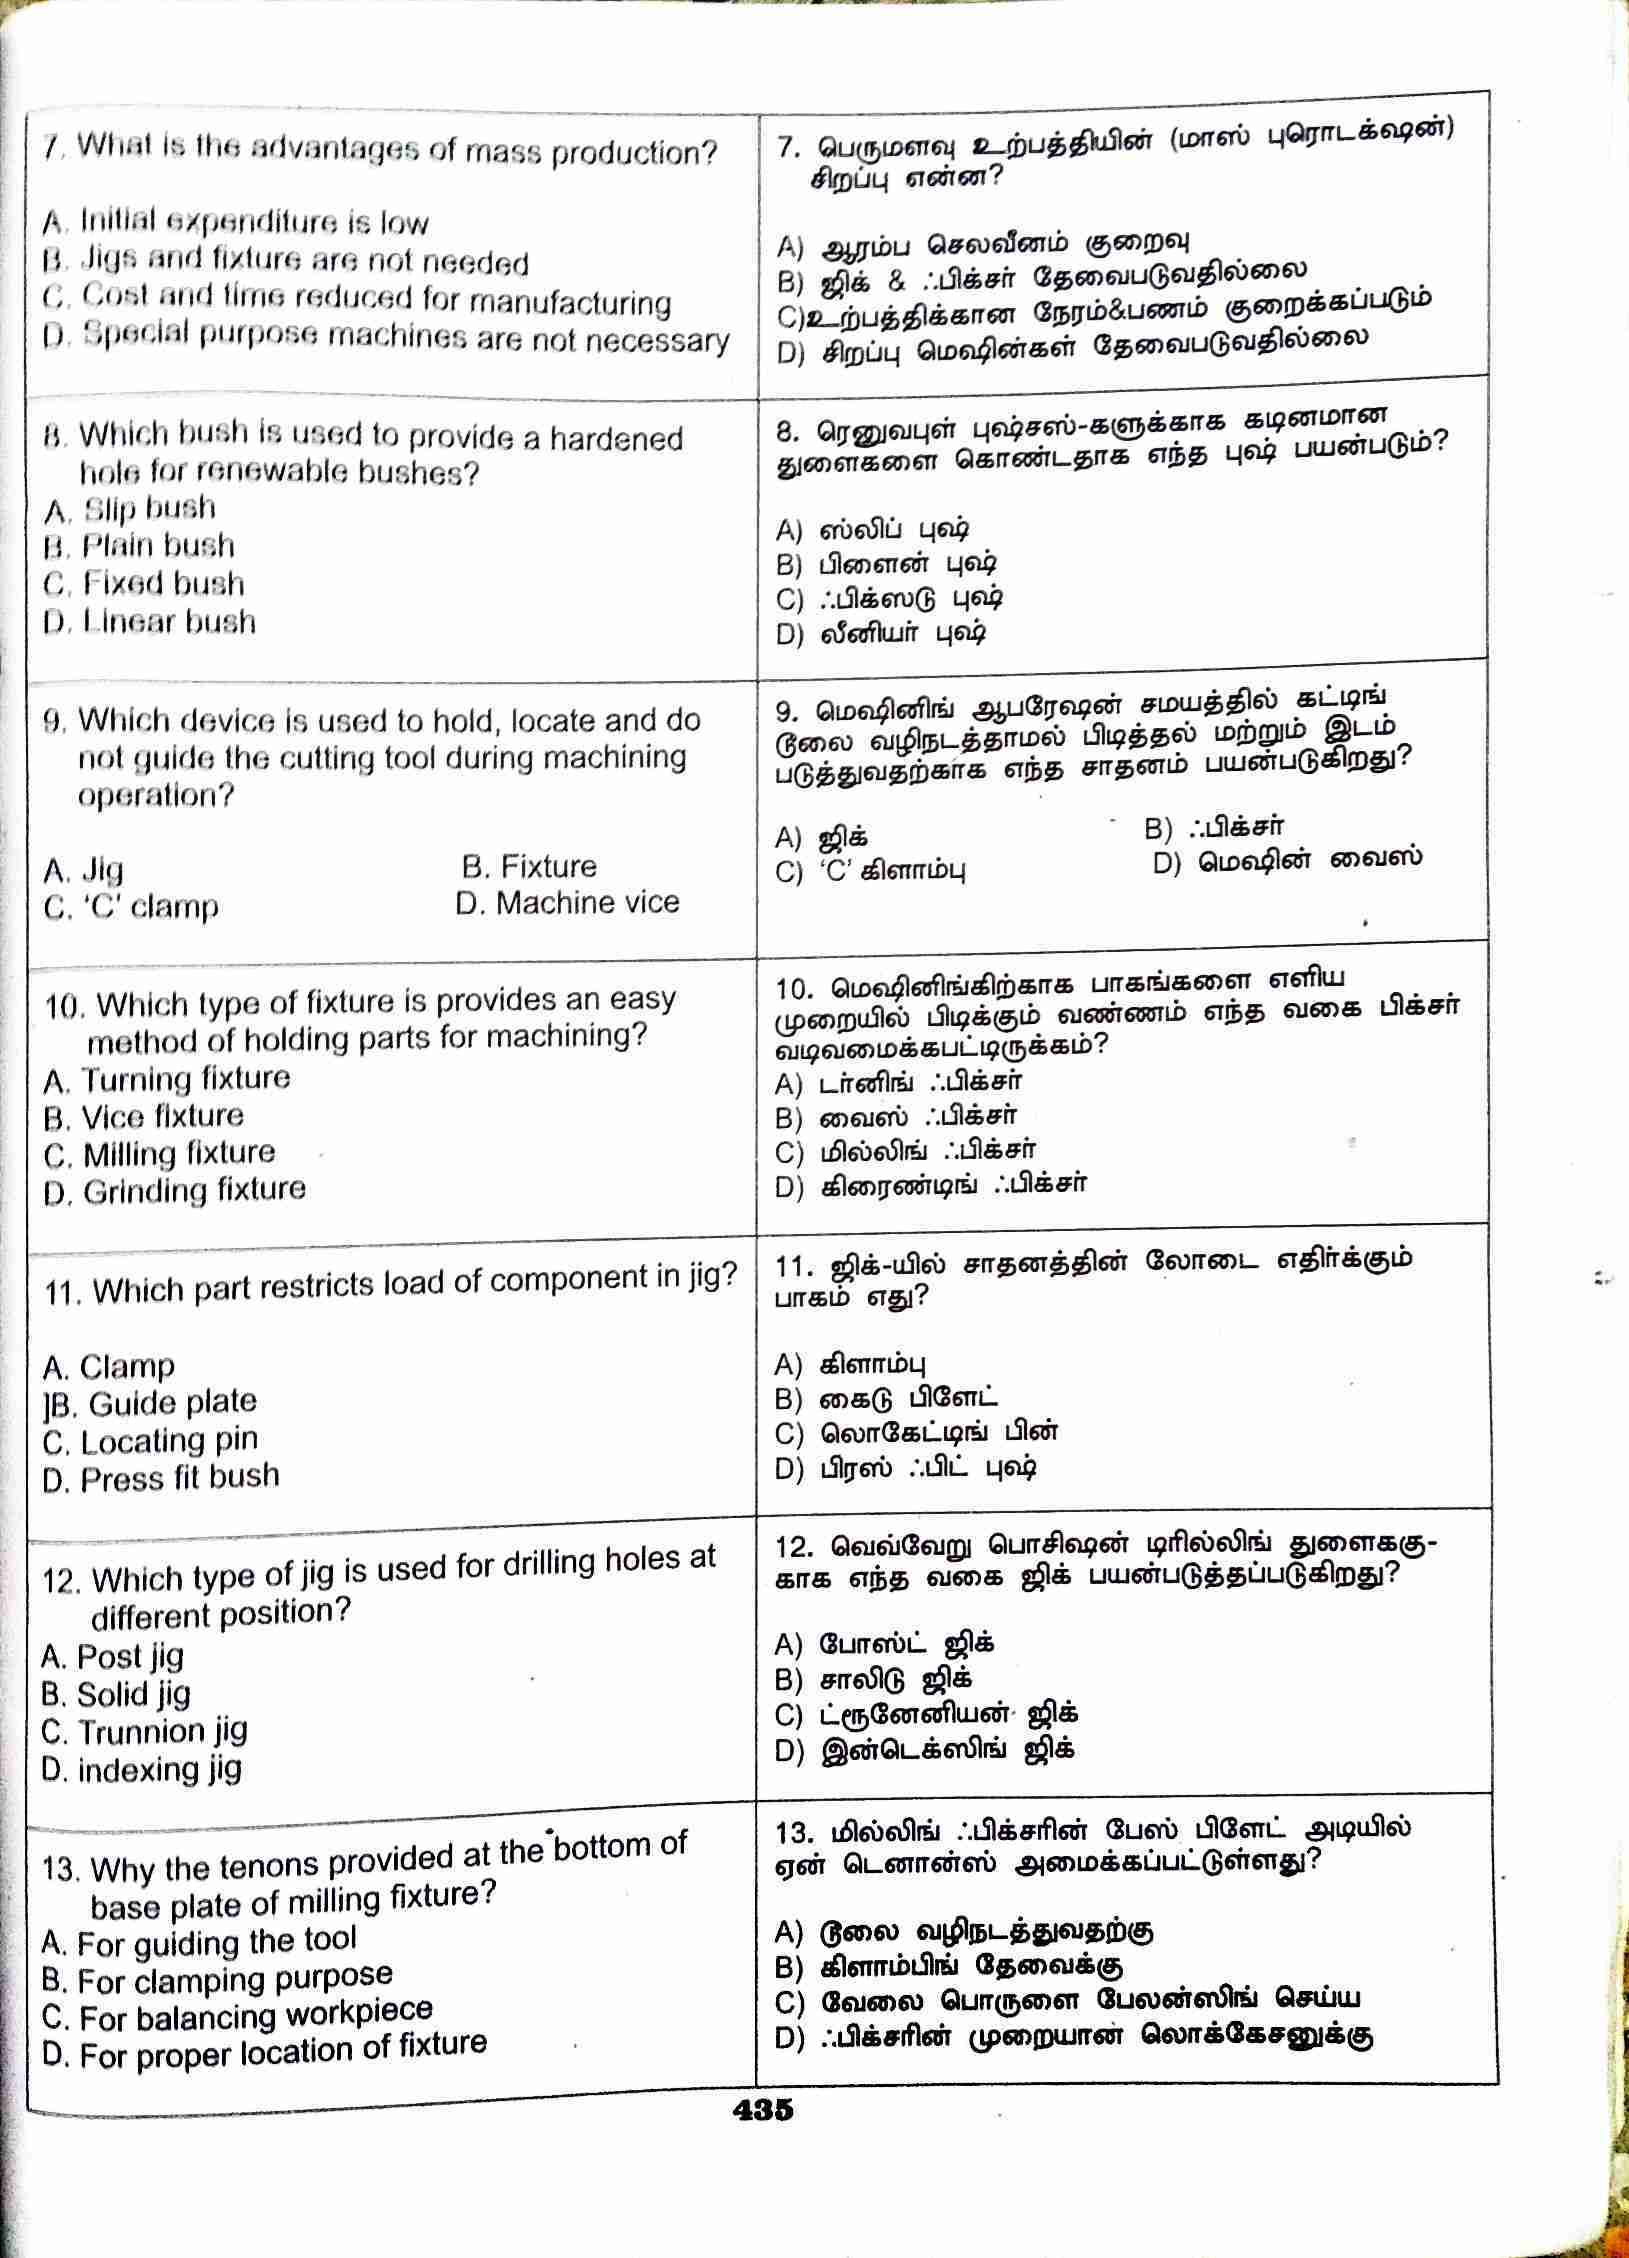 7. What is the advantages of mass production?
A. Initial expenditure is low
B. Jigs and fixture are not needed
C. Cost and time reduced for manufacturing
D. Special purpose machines are not necessary
7. பெருமளவு உற்பத்தியின் (மாஸ் புரொடக்ஷன்)
சிறப்பு என்ன?
A) ஆரம்ப செலவீனம் குறைவு
B) ஜிக் & ஃபிக்சர் தேவைபடுவதில்லை
C)உற்பத்திக்கான நேரம்&பணம் குறைக்கப்படும்
D) சிறப்பு மெஷின்கள் தேவைபடுவதில்லை
8. Which bush is used to provide a hardened
hole for renewable bushes?
A. Slip bush
B. Plain bush
C. Fixed bush
D. Linear bush
8. ரெனுவபுள் புஷ்சஸ்-களுக்காக கடினமான
துளைகளை கொண்டதாக எந்த புஷ் பயன்படும்?
A) ஸ்லிப் புஷ்
B) பிளைன் புஷ்
C) ஃபிக்ஸடு புஷ்
D) லீனியர் புஷ்
9. Which device is used to hold, locate and do
not guide the cutting tool during machining
operation?
A. Jig B. Fixture
C. 'C' clamp D. Machine vice
9. மெஷினிங் ஆபரேஷன் சமயத்தில் கட்டிங்
டூலை வழிநடத்தாமல் பிடித்தல் மற்றும் இடம்
படுத்துவதற்காக எந்த சாதனம் பயன்படுகிறது?
A) ஜிக் B) ஃபிக்சர்
C) 'C' கிளாம்பு D) மெஷின் வைஸ்
10. Which type of fixture is provides an easy
method of holding parts for machining?
A. Turning fixture
B. Vice fixture
C. Milling fixture
D. Grinding fixture
10. மெஷினிங்கிற்காக பாகங்களை எளிய
முறையில் பிடிக்கும் வண்ணம் எந்த வகை பிக்சர்
வடிவமைக்கபட்டிருக்கம்?
A) டர்னிங் ஃபிக்சர்
B) வைஸ் ஃபிக்சர்
C) மில்லிங் ஃபிக்சர்
D) கிரைண்டிங் ஃபிக்சர்
11. Which part restricts load of component in jig?
A. Clamp
]B. Guide plate
C. Locating pin
D. Press fit bush
11. ஜிக்-யில் சாதனத்தின் லோடை எதிர்க்கும்
பாகம் எது?
A) கிளாம்பு
B) கைடு பிளேட்
C) லொகேட்டிங் பின்
D) பிரஸ் ஃபிட் புஷ்
12. Which type of jig is used for drilling holes at
different position?
A. Post jig
B. Solid jig
C. Trunnion jig
D. indexing jig
12. வெவ்வேறு பொசிஷன் டிரில்லிங் துளைககு-
காக எந்த வகை ஜிக் பயன்படுத்தப்படுகிறது?
A) போஸ்ட் ஜிக்
B) சாலிடு ஜிக்
C) ட்ரூனேனியன் ஜிக்
D) இன்டெக்ஸிங் ஜிக்
13. Why the tenons provided at the bottom of
base plate of milling fixture?
A. For guiding the tool
B. For clamping purpose
C. For balancing workpiece
D. For proper location of fixture
13. மில்லிங் ஃபிக்சரின் பேஸ் பிளேட் அடியில்
ஏன் டெனான்ஸ் அமைக்கப்பட்டுள்ளது?
A) டூலை வழிநடத்துவதற்கு
B) கிளாம்பிங் தேவைக்கு
C) வேலை பொருளை பேலன்ஸிங் செய்ய
D) ஃபிக்சரின் முறையான லொக்கேசனுக்கு
435